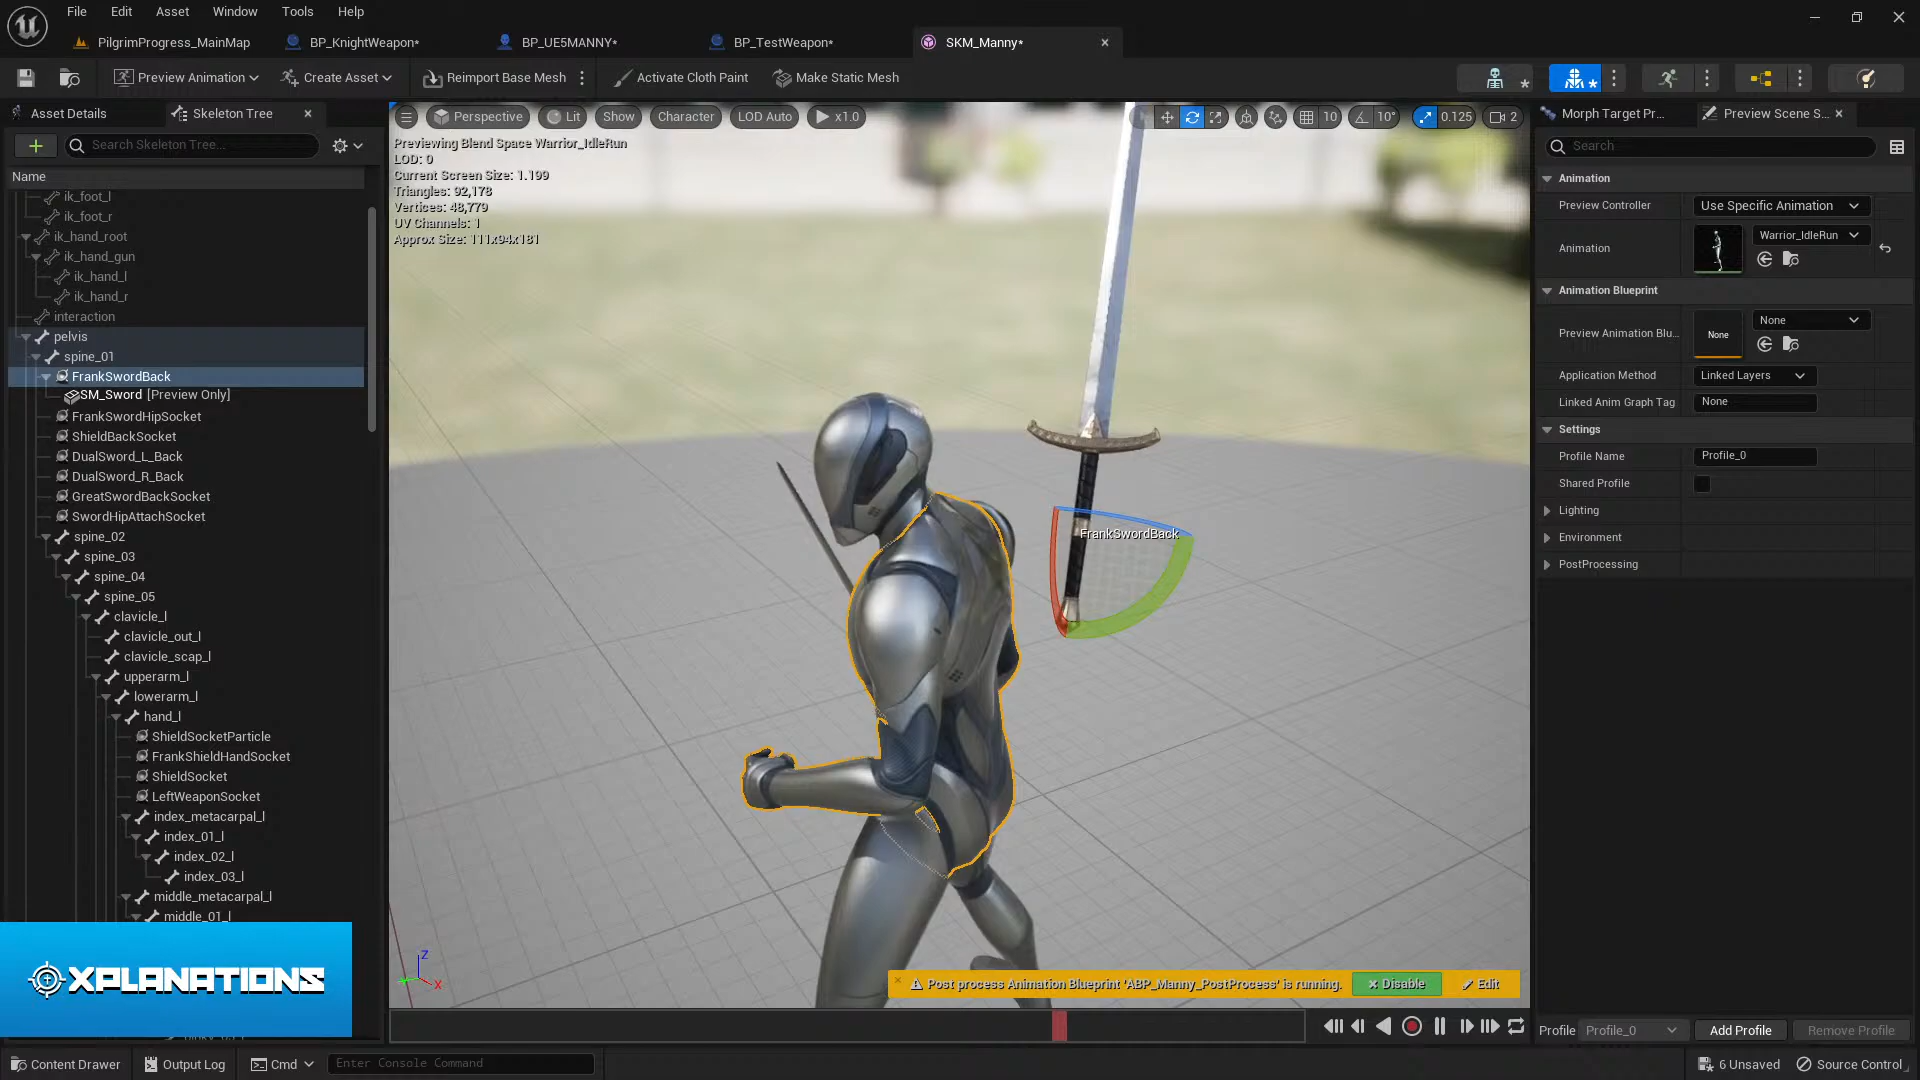 File Edit Asset Window Tools Help
PilgrimProgress_MainMap BP_KnightWeapon* BP_UE5MANNY* BP_TestWeapon* SKM_Manny*
Preview Animation Create Asset Reimport Base Mesh Activate Cloth Paint Make Static Mesh
Asset Details Skeleton Tree
Search Skeleton Tree...
Name
ik_foot_l
ik_foot_r
ik_hand_root
ik_hand_gun
ik_hand_l
ik_hand_r
interaction
pelvis
spine_01
FrankSwordBack
SM_Sword [Preview Only]
FrankSwordHipSocket
ShieldBackSocket
DualSword_L_Back
DualSword_R_Back
GreatSwordBackSocket
SwordHipAttachSocket
spine_02
spine_03
spine_04
spine_05
clavicle_l
clavicle_out_l
clavicle_scap_l
upperarm_l
lowerarm_l
hand_l
ShieldSocketParticle
FrankShieldHandSocket
ShieldSocket
LeftWeaponSocket
index_metacarpal_l
index_01_l
index_02_l
index_03_l
middle_metacarpal_l
middle_01_l
XPLANATIONS
Perspective Lit Show Character LOD Auto x1.0 10 10° 0.125 2
Previewing Blend Space Warrior_IdleRun
LOD: 0
Current Screen Size: 1.199
Triangles: 92,178
Vertices: 48,779
UV Channels: 1
Approx Size: 111x94x181
FrankSwordBack
Z
X
Post process Animation Blueprint 'ABP_Manny_PostProcess' is running. Disable Edit
Morph Target Pr... Preview Scene S...
Search
Animation
Preview Controller Use Specific Animation
Animation Warrior_IdleRun
Animation Blueprint
Preview Animation Blu... None None
Application Method Linked Layers
Linked Anim Graph Tag None
Settings
Profile Name Profile_0
Shared Profile
Lighting
Environment
PostProcessing
Profile Profile_0 Add Profile Remove Profile
Content Drawer Output Log Cmd Enter Console Command 6 Unsaved Source Control